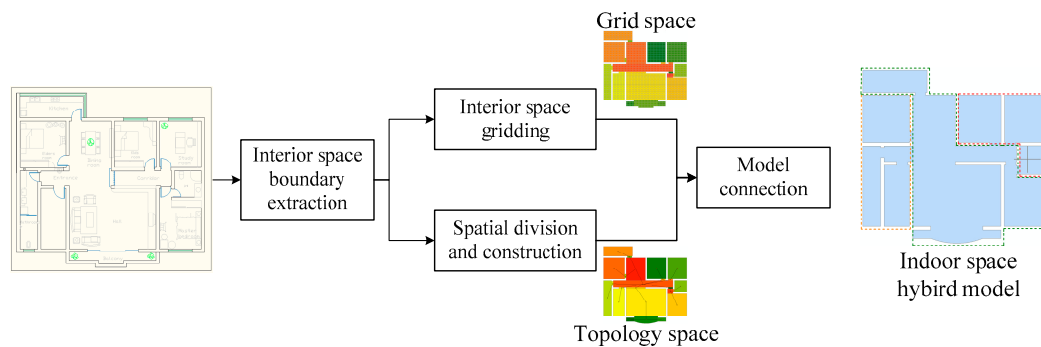 Grid space
Kitchen
Interior space
gridding
Interior space
boundary
extraction
Model
connection
Spatial division
and construction
Topology space
Indoor space
hybird model